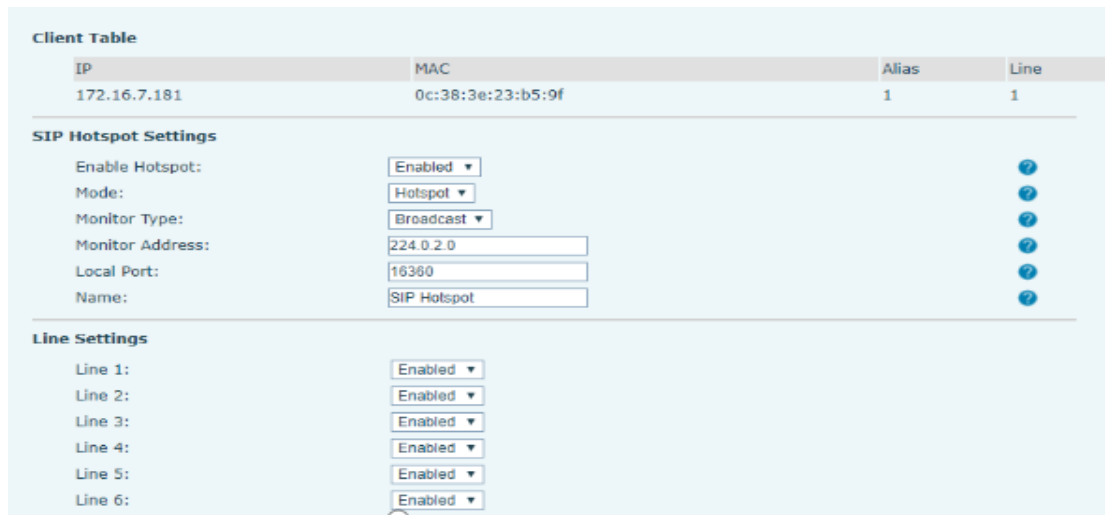 Client Table
IP MAC Alias Line
172.16.7.181 0c:38:3e:23:b5:9f 1 1
SIP Hotspot Settings
Enable Hotspot: Enabled
Mode: Hotspot
Monitor Type: Broadcast
Monitor Address: 224.0.2.0
Local Port: 16360
Name: SIP Hotspot
Line Settings
Line 1: Enabled
Line 2: Enabled
Line 3: Enabled
Line 4: Enabled
Line 5: Enabled
Line 6: Enabled